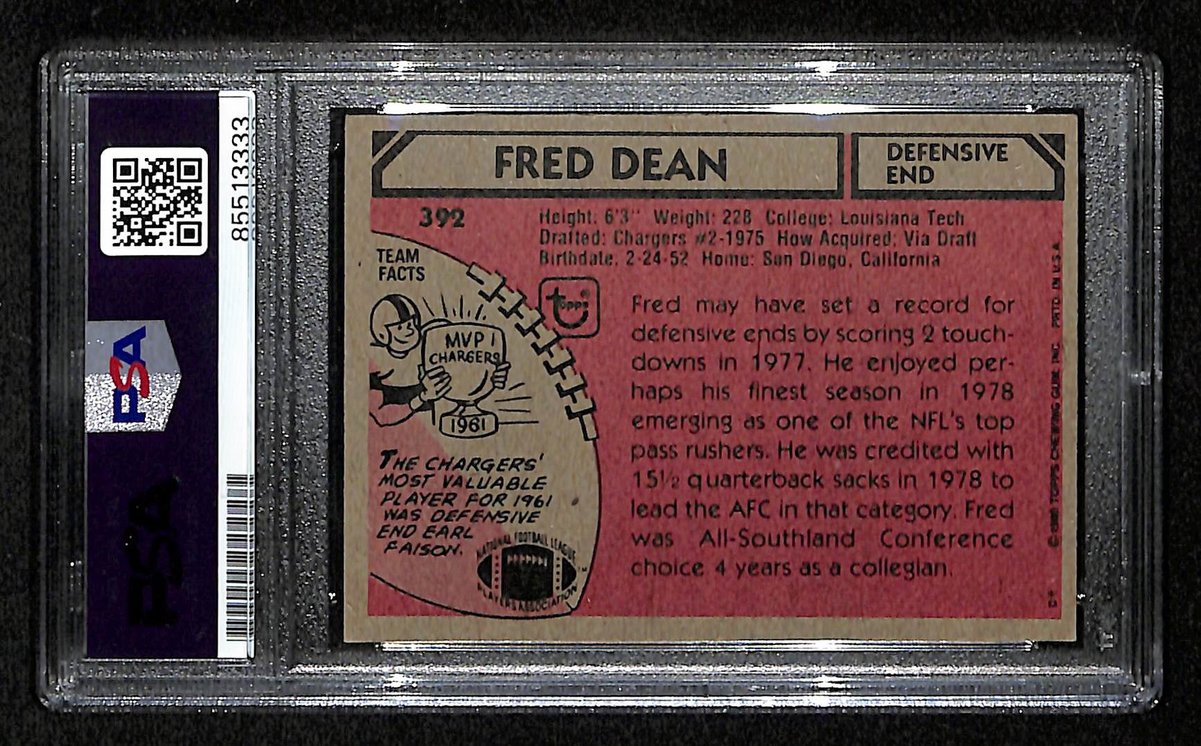 85513333
PSA
PSA
FRED DEAN
DEFENSIVE
END
392
Height: 6'3" Weight: 228 College: Louisiana Tech
Drafted: Chargers #2-1975 How Acquired: Via Draft
Birthdate: 2-24-52 Home: San Diego, California
TEAM
FACTS
MVP
CHARGERS
1961
THE CHARGERS'
MOST VALUABLE
PLAYER FOR 1961
WAS DEFENSIVE
END EARL
FAISON.
NATIONAL FOOTBALL LEAGUE
PLAYERS ASSOCIATION
topps
Fred may have set a record for
defensive ends by scoring 2 touch-
downs in 1977. He enjoyed per-
haps his finest season in 1978
emerging as one of the NFL's top
pass rushers. He was credited with
15½ quarterback sacks in 1978 to
lead the AFC in that category. Fred
was All-Southland Conference
choice 4 years as a collegian.
© 1980 TOPPS CHEWING GUM, INC. PRTD. IN U.S.A.